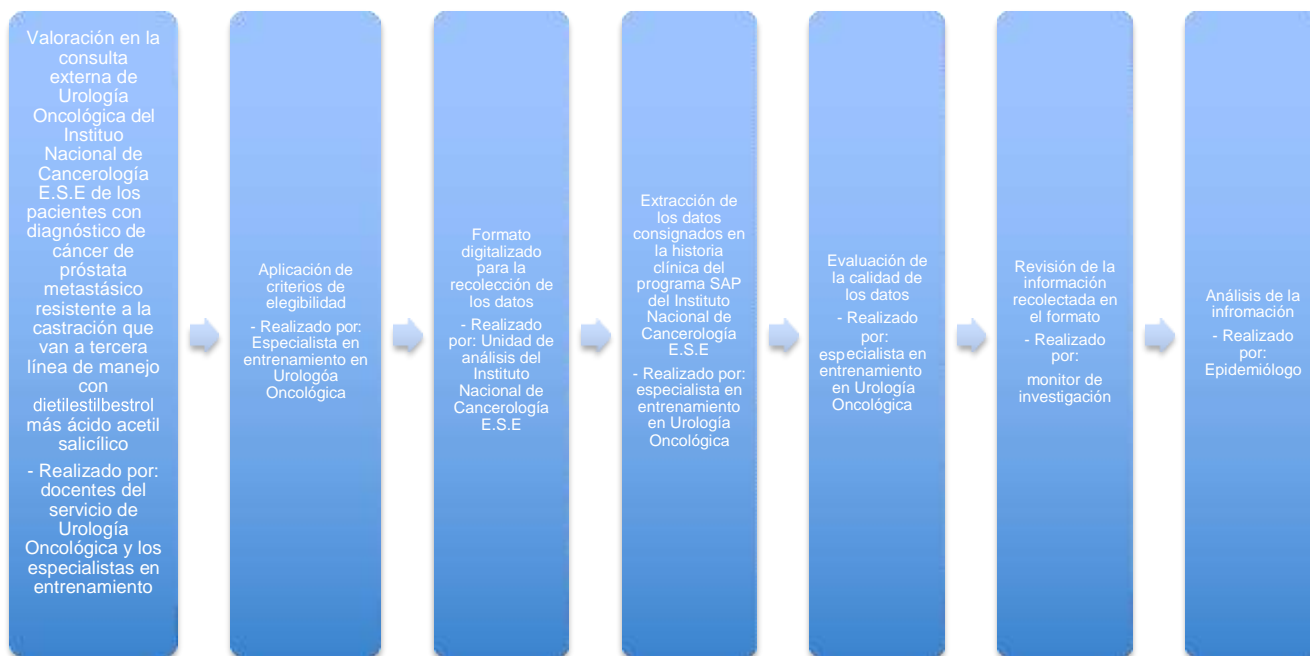 Valoración en la
consulta
externa de
Urología
Oncológica del
Instituo
Nacional de
Cancerología
E.S.E de los
pacientes con
diagnóstico de
cáncer de
próstata
metastásico
resistente a la
castración que
van a tercera
línea de manejo
con
dietilestilbestrol
más ácido acetil
salicílico
- Realizado por:
docentes del
servicio de
Urología
Oncológica y los
especialistas en
entrenamiento
Aplicación de
criterios de
elegibilidad
- Realizado por:
Especialista en
entrenamiento en
Urologóa
Oncológica
Formato
digitalizado
para la
recolección de
los datos
- Realizado
por: Unidad de
análisis del
Instituto
Nacional de
Cancerología
E.S.E
Extracción de
los datos
consignados en
la historia
clínica del
programa SAP
del Instituto
Nacional de
Cancerología
E.S.E
- Realizado por:
especialista en
entrenamiento
en Urología
Oncológica
Evaluación de
la calidad de
los datos
- Realizado
por:
especialista en
entrenamiento
en Urología
Oncológica
Revisión de la
información
recolectada en
el formato
- Realizado
por:
monitor de
investigación
Análisis de la
infromación
- Realizado
por:
Epidemiólogo